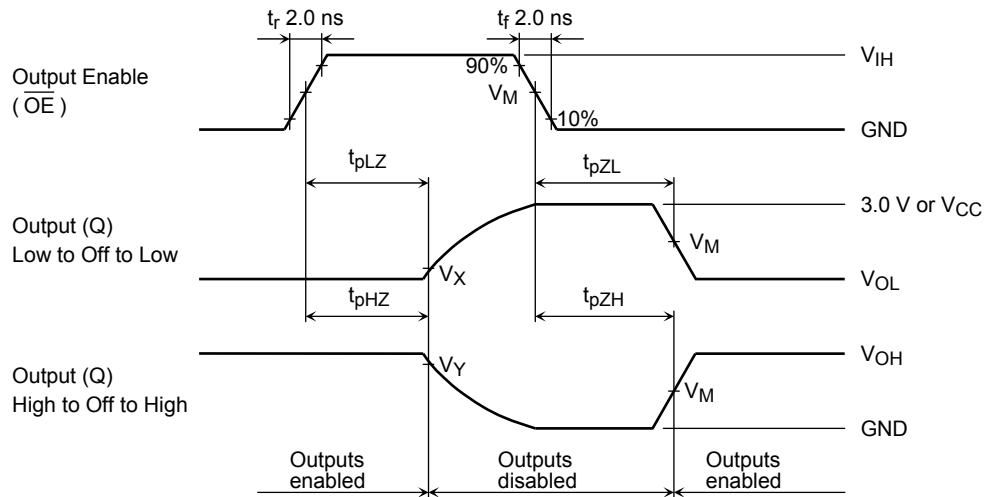 tr 2.0 ns
tf 2.0 ns
Output Enable
( OE )
90%
VM
10%
VIH
GND
tpLZ
tpZL
Output (Q)
Low to Off to Low
VX
VM
3.0 V or VCC
VOL
tpHZ
tpZH
Output (Q)
High to Off to High
VY
VM
VOH
GND
Outputs
enabled
Outputs
disabled
Outputs
enabled